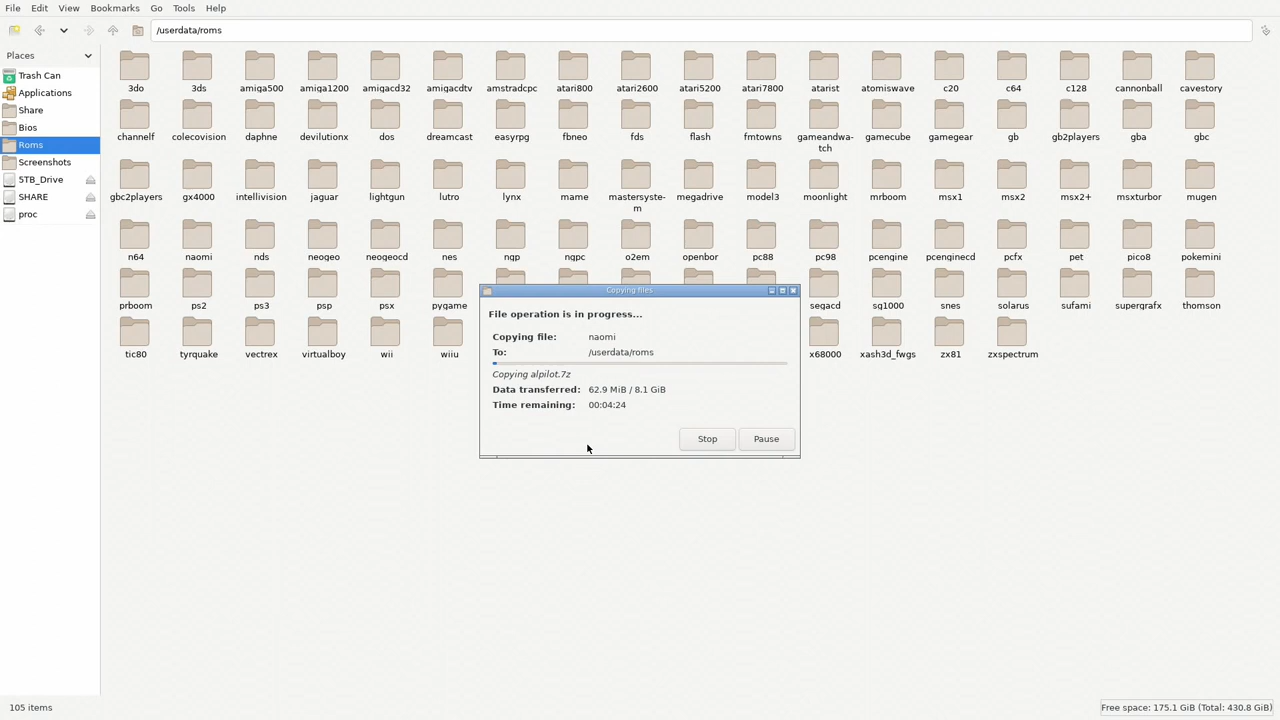 File Edit View Bookmarks Go Tools Help
/userdata/roms
Places
Trash Can
Applications
Share
Bios
Roms
Screenshots
5TB_Drive
SHARE
proc
3do 3ds amiga500 amiga1200 amigacd32 amigacdtv amstradcpc atari800 atari2600 atari5200 atari7800 atarist atomiswave c20 c64 c128 cannonball cavestory
channelf colecovision daphne devilutionx dos dreamcast easyrpg fbneo fds flash fmtowns gameandwa-
tch gamecube gamegear gb gb2players gba gbc
gbc2players gx4000 intellivision jaguar lightgun lutro lynx mame mastersyste-
m megadrive model3 moonlight mrboom msx1 msx2 msx2+ msxturbor mugen
n64 naomi nds neogeo neogeocd nes ngp ngpc o2em openbor pc88 pc98 pcengine pcenginecd pcfx pet pico8 pokemini
prboom ps2 ps3 psp psx pygame segacd sg1000 snes solarus sufami supergrafx thomson
tic80 tyrquake vectrex virtualboy wii wiiu x68000 xash3d_fwgs zx81 zxspectrum
Copying files
File operation is in progress...
Copying file: naomi
To: /userdata/roms
Copying alpilot.7z
Data transferred: 62.9 MiB / 8.1 GiB
Time remaining: 00:04:24
Stop Pause
105 items
Free space: 175.1 GiB (Total: 430.8 GiB)